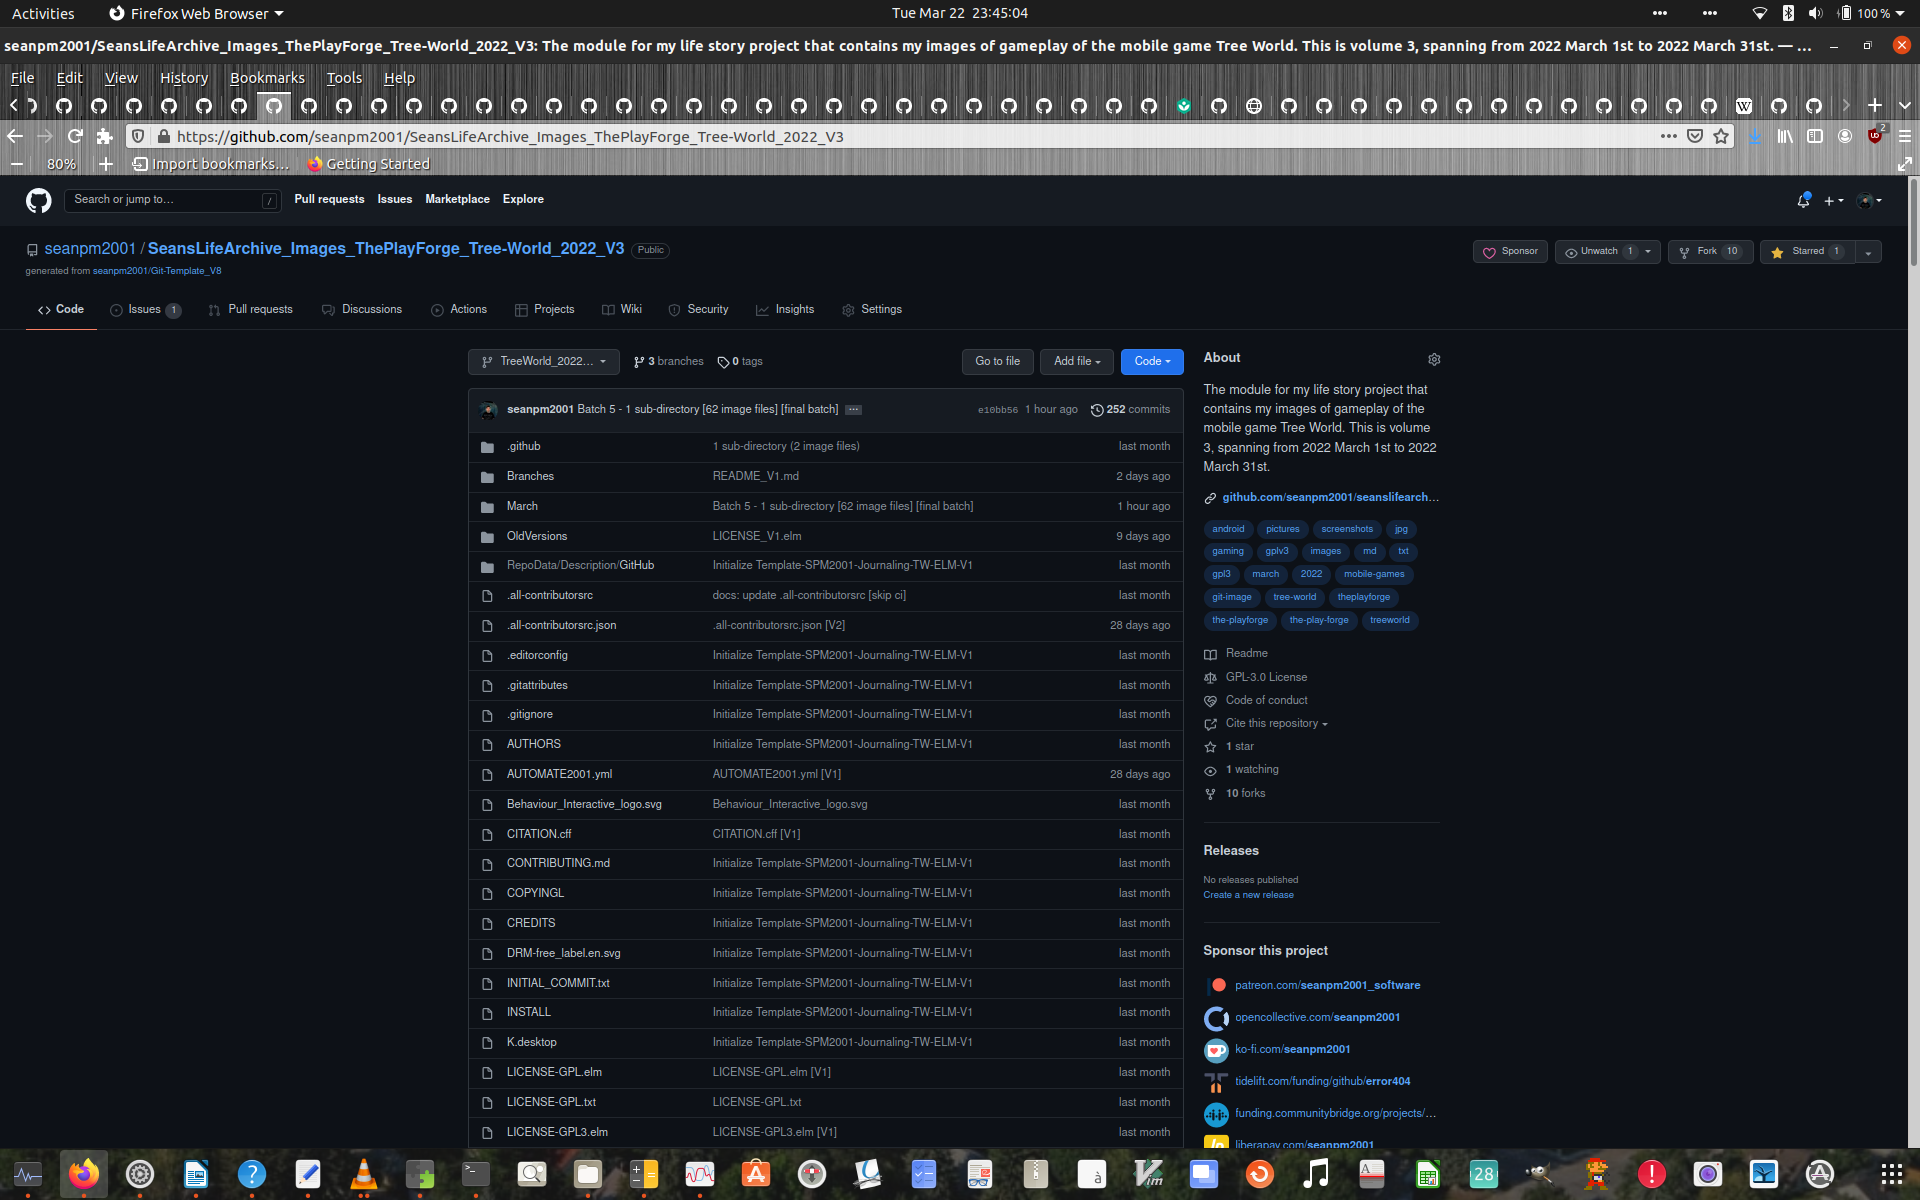 Activities Firefox Web Browser Tue Mar 22 23:45:04 100 %
seanpm2001/SeansLifeArchive_Images_ThePlayForge_Tree-World_2022_V3: The module for my life story project that contains my images of gameplay of the mobile game Tree World. This is volume 3, spanning from 2022 March 1st to 2022 March 31st. — ...
File Edit View History Bookmarks Tools Help
https://github.com/seanpm2001/SeansLifeArchive_Images_ThePlayForge_Tree-World_2022_V3 2
80% Import bookmarks... Getting Started
Search or jump to... / Pull requests Issues Marketplace Explore
seanpm2001 / SeansLifeArchive_Images_ThePlayForge_Tree-World_2022_V3 Public Sponsor Unwatch 1 Fork 10 Starred 1
generated from seanpm2001/Git-Template_V8
Code Issues 1 Pull requests Discussions Actions Projects Wiki Security Insights Settings
TreeWorld_2022... 3 branches 0 tags Go to file Add file Code
seanpm2001 Batch 5 - 1 sub-directory [62 image files] [final batch] ... e10bb56 1 hour ago 252 commits
.github 1 sub-directory (2 image files) last month
Branches README_V1.md 2 days ago
March Batch 5 - 1 sub-directory [62 image files] [final batch] 1 hour ago
OldVersions LICENSE_V1.elm 9 days ago
RepoData/Description/GitHub Initialize Template-SPM2001-Journaling-TW-ELM-V1 last month
.all-contributorsrc docs: update .all-contributorsrc [skip ci] last month
.all-contributorsrc.json .all-contributorsrc.json [V2] 28 days ago
.editorconfig Initialize Template-SPM2001-Journaling-TW-ELM-V1 last month
.gitattributes Initialize Template-SPM2001-Journaling-TW-ELM-V1 last month
.gitignore Initialize Template-SPM2001-Journaling-TW-ELM-V1 last month
AUTHORS Initialize Template-SPM2001-Journaling-TW-ELM-V1 last month
AUTOMATE2001.yml AUTOMATE2001.yml [V1] 28 days ago
Behaviour_Interactive_logo.svg Behaviour_Interactive_logo.svg last month
CITATION.cff CITATION.cff [V1] last month
CONTRIBUTING.md Initialize Template-SPM2001-Journaling-TW-ELM-V1 last month
COPYINGL Initialize Template-SPM2001-Journaling-TW-ELM-V1 last month
CREDITS Initialize Template-SPM2001-Journaling-TW-ELM-V1 last month
DRM-free_label.en.svg Initialize Template-SPM2001-Journaling-TW-ELM-V1 last month
INITIAL_COMMIT.txt Initialize Template-SPM2001-Journaling-TW-ELM-V1 last month
INSTALL Initialize Template-SPM2001-Journaling-TW-ELM-V1 last month
K.desktop Initialize Template-SPM2001-Journaling-TW-ELM-V1 last month
LICENSE-GPL.elm LICENSE-GPL.elm [V1] last month
LICENSE-GPL.txt LICENSE-GPL.txt last month
LICENSE-GPL3.elm LICENSE-GPL3.elm [V1] last month
About
The module for my life story project that
contains my images of gameplay of the
mobile game Tree World. This is volume
3, spanning from 2022 March 1st to 2022
March 31st.
github.com/seanpm2001/seanslifearch...
android pictures screenshots jpg
gaming gplv3 images md txt
gpl3 march 2022 mobile-games
git-image tree-world theplayforge
the-playforge the-play-forge treeworld
Readme
GPL-3.0 License
Code of conduct
Cite this repository
1 star
1 watching
10 forks
Releases
No releases published
Create a new release
Sponsor this project
patreon.com/seanpm2001_software
opencollective.com/seanpm2001
ko-fi.com/seanpm2001
tidelift.com/funding/github/error404
funding.communitybridge.org/projects/...
liberapay.com/seanpm2001
28